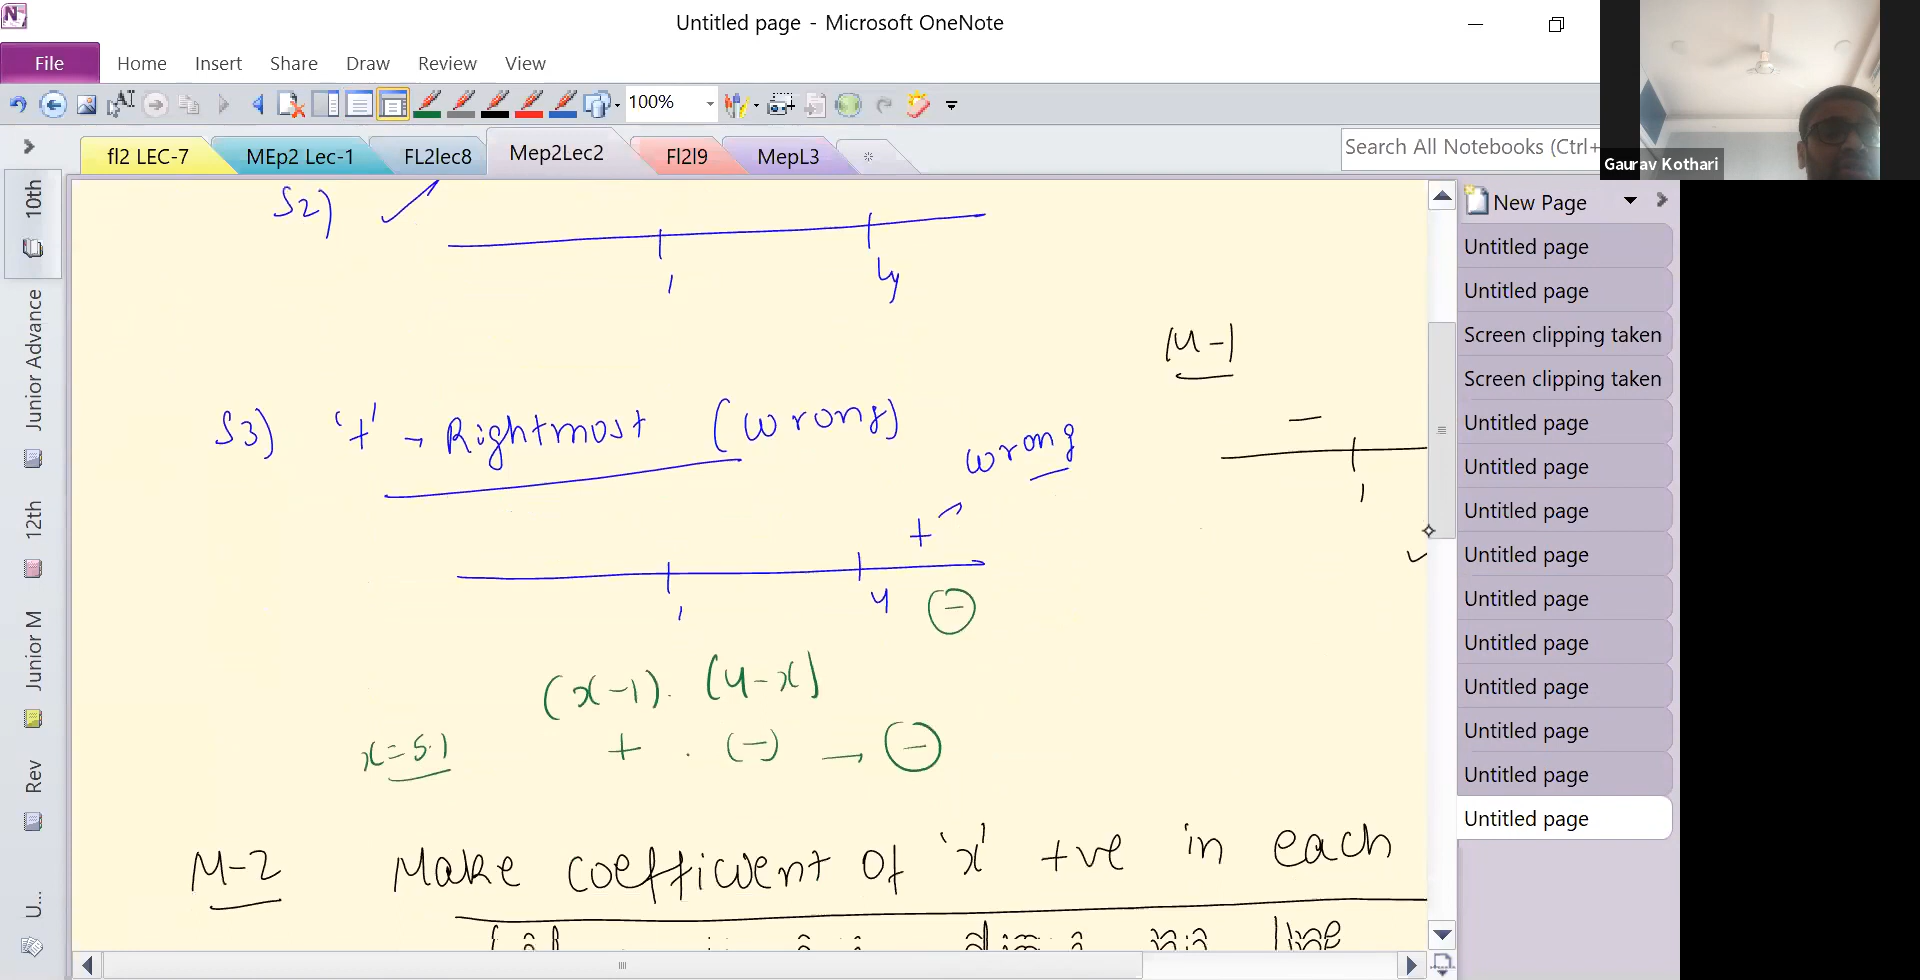 Untitled page - Microsoft OneNote
File Home Insert Share Draw Review View
100%
fl2 LEC-7 MEp2 Lec-1 FL2lec8 Mep2Lec2 Fl2l9 MepL3
Search All Notebooks (Ctrl+
Gaurav Kothari
10th
Junior Advance
12th
Junior M
Rev
U...
S2)
1 4
M-1
S3) '+' → Rightmost (wrong)
wrong
−
1
+
1 4 −
(x-1). (4-x)
x=5.1 + . (-) → −
M-2 Make coefficient of 'x' +ve in each
line
New Page
Untitled page
Untitled page
Screen clipping taken
Screen clipping taken
Untitled page
Untitled page
Untitled page
Untitled page
Untitled page
Untitled page
Untitled page
Untitled page
Untitled page
Untitled page